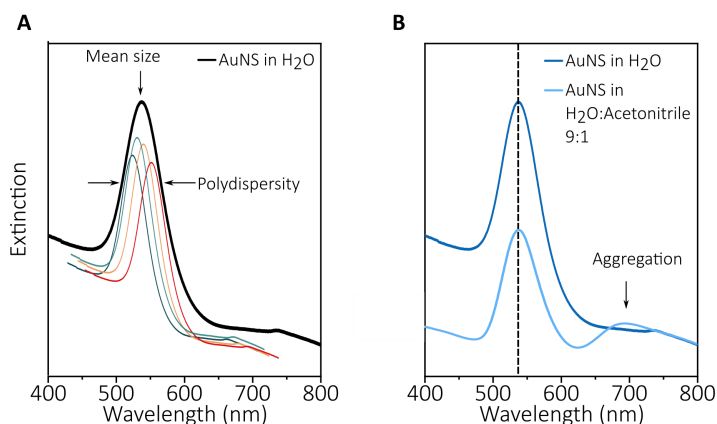 A
Mean size
AuNS in H2O
Polydispersity
Extinction
400 500 600 700 800
Wavelength (nm)
B
AuNS in H2O
AuNS in
H2O:Acetonitrile
9:1
Aggregation
400 500 600 700 800
Wavelength (nm)